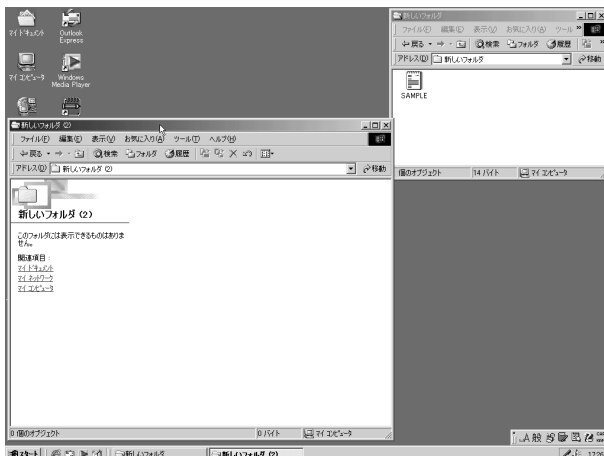 マイ ドキュメント
Outlook Express
マイ コンピュータ
Windows Media Player
新しいフォルダ
ファイル(F) 編集(E) 表示(V) お気に入り(A) ツール »
戻る 検索 フォルダ 履歴 »
アドレス(D) 新しいフォルダ 移動
SAMPLE
個のオブジェクト 14 バイト マイ コンピュータ
新しいフォルダ (2)
ファイル(F) 編集(E) 表示(V) お気に入り(A) ツール(T) ヘルプ(H)
戻る 検索 フォルダ 履歴
アドレス(D) 新しいフォルダ (2) 移動
新しいフォルダ (2)
このフォルダには表示できるものはありま
せん。
関連項目 :
マイ ドキュメント
マイ ネットワーク
マイ コンピュータ
0 個のオブジェクト 0 バイト マイ コンピュータ
A 般
スタート 新しいフォルダ 新しいフォルダ (2) 17:26